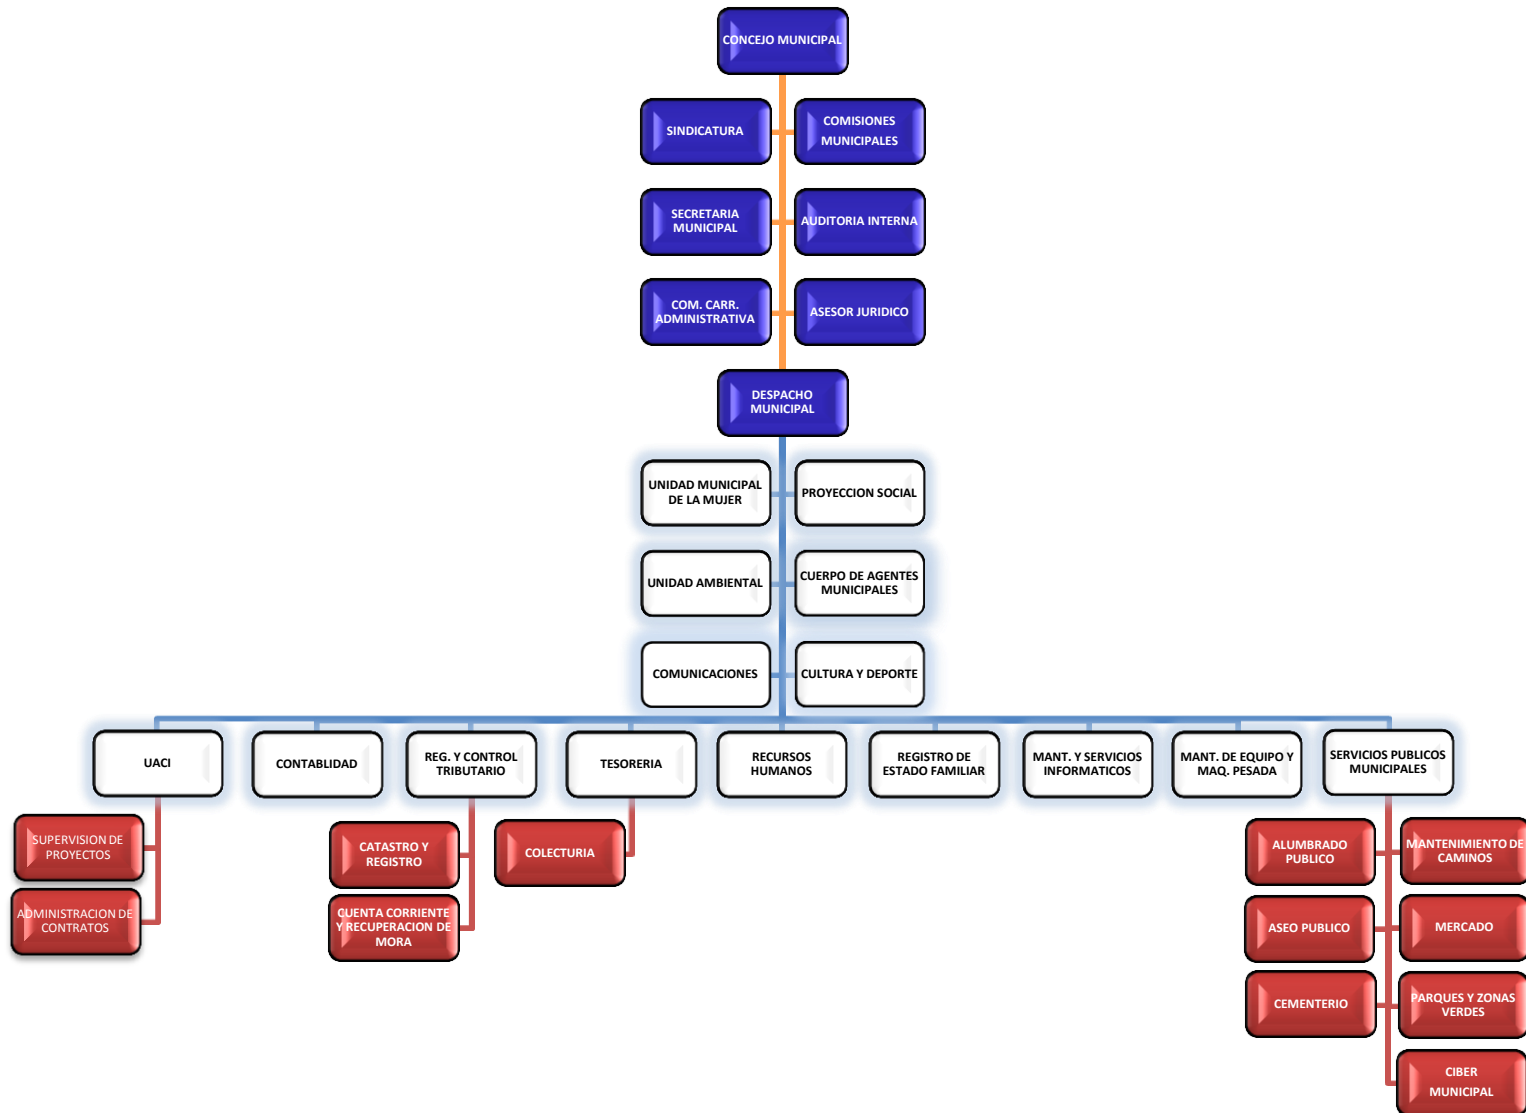 CONCEJO MUNICIPAL
SINDICATURA
COMISIONES
MUNICIPALES
SECRETARIA
MUNICIPAL
AUDITORIA INTERNA
COM. CARR.
ADMINISTRATIVA
ASESOR JURIDICO
DESPACHO
MUNICIPAL
UNIDAD MUNICIPAL
DE LA MUJER
PROYECCION SOCIAL
UNIDAD AMBIENTAL
CUERPO DE AGENTES
MUNICIPALES
COMUNICACIONES
CULTURA Y DEPORTE
UACI
CONTABLIDAD
REG. Y CONTROL
TRIBUTARIO
TESORERIA
RECURSOS
HUMANOS
REGISTRO DE
ESTADO FAMILIAR
MANT. Y SERVICIOS
INFORMATICOS
MANT. DE EQUIPO Y
MAQ. PESADA
SERVICIOS PUBLICOS
MUNICIPALES
SUPERVISION DE
PROYECTOS
ADMINISTRACION DE
CONTRATOS
CATASTRO Y
REGISTRO
CUENTA CORRIENTE
Y RECUPERACION DE
MORA
COLECTURIA
ALUMBRADO
PUBLICO
MANTENIMIENTO DE
CAMINOS
ASEO PUBLICO
MERCADO
CEMENTERIO
PARQUES Y ZONAS
VERDES
CIBER
MUNICIPAL